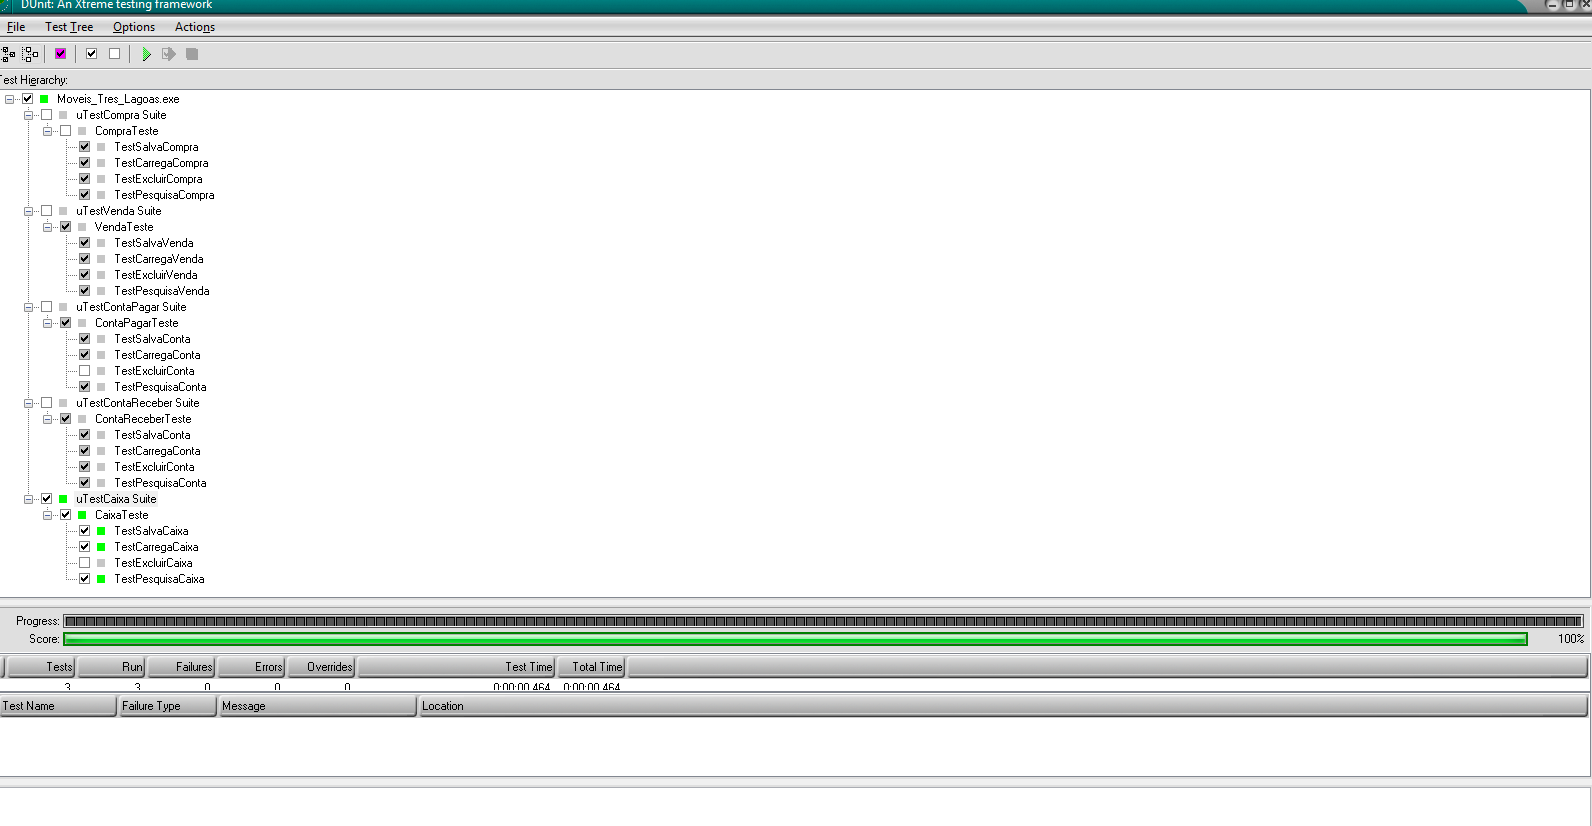 DUnit: An Xtreme testing framework
File Test Tree Options Actions
Test Hierarchy:
Moveis_Tres_Lagoas.exe
uTestCompra Suite
CompraTeste
TestSalvaCompra
TestCarregaCompra
TestExcluirCompra
TestPesquisaCompra
uTestVenda Suite
VendaTeste
TestSalvaVenda
TestCarregaVenda
TestExcluirVenda
TestPesquisaVenda
uTestContaPagar Suite
ContaPagarTeste
TestSalvaConta
TestCarregaConta
TestExcluirConta
TestPesquisaConta
uTestContaReceber Suite
ContaReceberTeste
TestSalvaConta
TestCarregaConta
TestExcluirConta
TestPesquisaConta
uTestCaixa Suite
CaixaTeste
TestSalvaCaixa
TestCarregaCaixa
TestExcluirCaixa
TestPesquisaCaixa
Progress:
Score: 100%
Tests Run Failures Errors Overrides Test Time Total Time
3 3 0 0 0 0:00:00.464 0:00:00.464
Test Name Failure Type Message Location